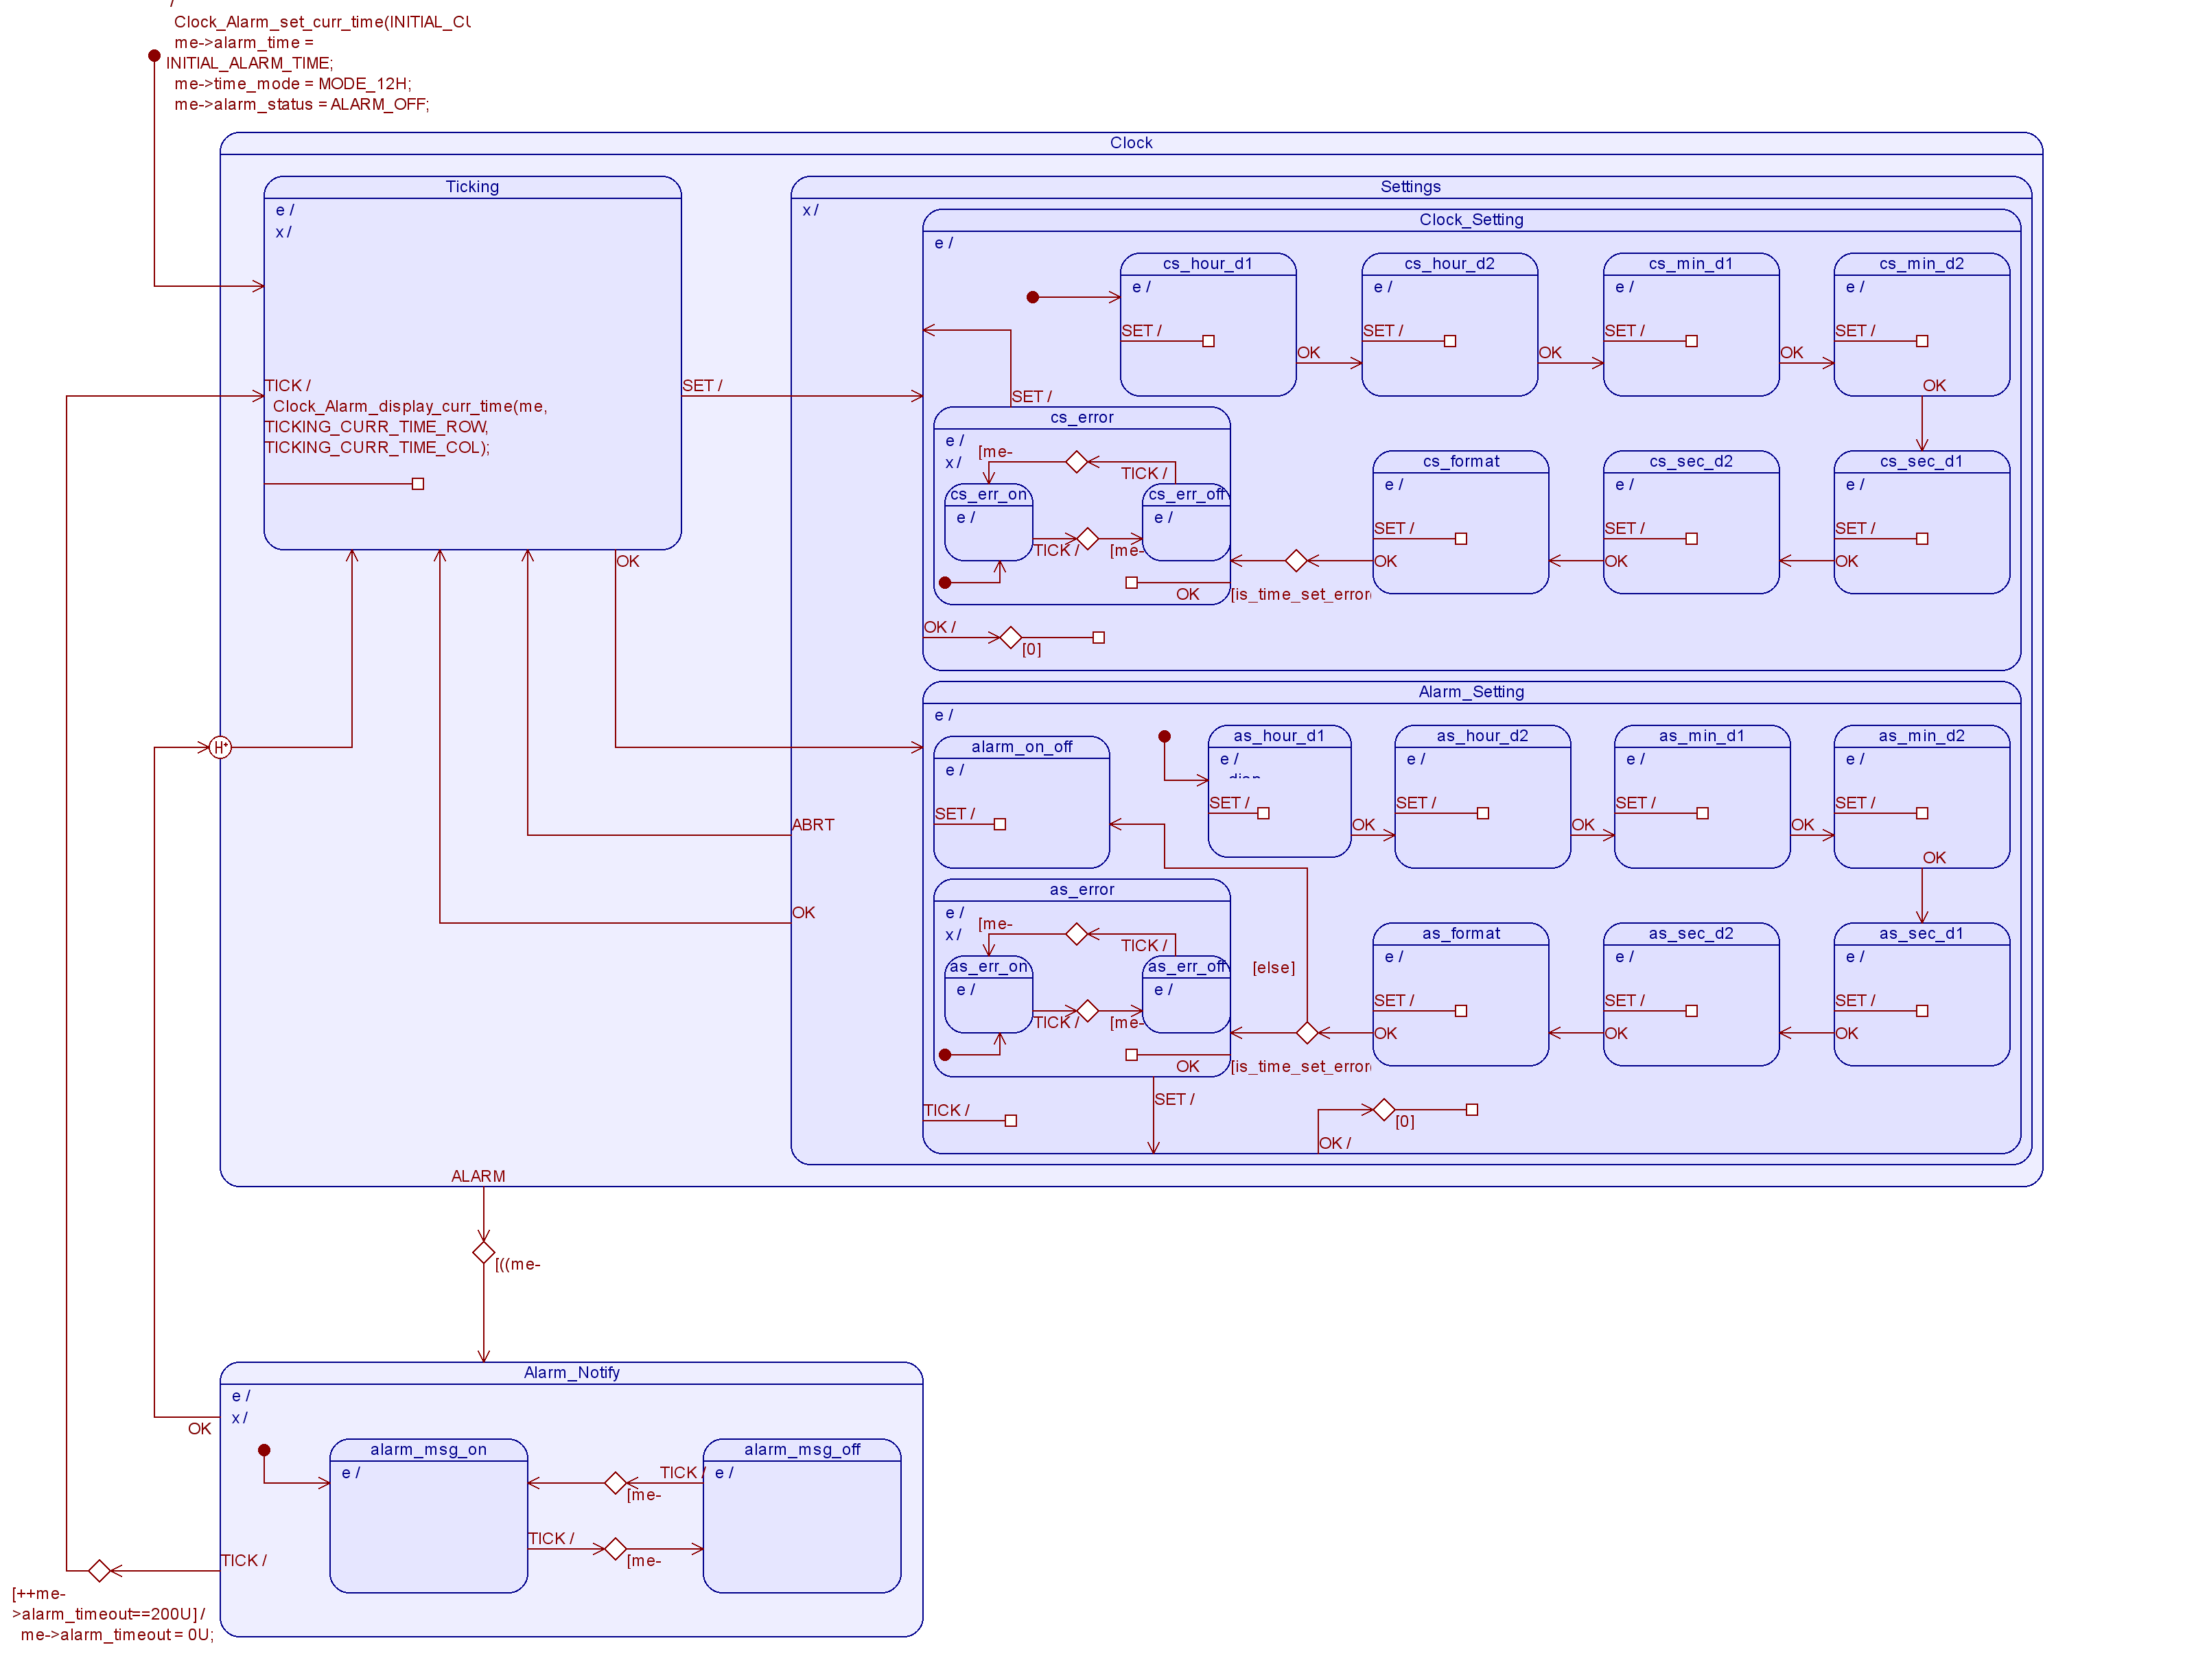 /
Clock_Alarm_set_curr_time(INITIAL_CU
me->alarm_time =
INITIAL_ALARM_TIME;
me->time_mode = MODE_12H;
me->alarm_status = ALARM_OFF;
Clock
Ticking
e /
x /
TICK /
Clock_Alarm_display_curr_time(me,
TICKING_CURR_TIME_ROW,
TICKING_CURR_TIME_COL);
SET /
OK
Settings
x /
ABRT
OK
Clock_Setting
e /
cs_hour_d1
e /
SET /
OK
cs_hour_d2
e /
SET /
OK
cs_min_d1
e /
SET /
OK
cs_min_d2
e /
SET /
OK
SET /
cs_error
e /
x /
[me-
TICK /
cs_err_on
e /
cs_err_off
e /
TICK /
[me-
OK
[is_time_set_error
cs_format
e /
SET /
OK
cs_sec_d2
e /
SET /
OK
cs_sec_d1
e /
SET /
OK
OK /
[0]
Alarm_Setting
e /
alarm_on_off
e /
SET /
as_hour_d1
e /
disp
SET /
OK
as_hour_d2
e /
SET /
OK
as_min_d1
e /
SET /
OK
as_min_d2
e /
SET /
OK
as_error
e /
x /
[me-
TICK /
as_err_on
e /
as_err_off
e /
TICK /
[me-
OK
[else]
[is_time_set_error
as_format
e /
SET /
OK
as_sec_d2
e /
SET /
OK
as_sec_d1
e /
SET /
OK
TICK /
SET /
[0]
OK /
ALARM
[((me-
H*
Alarm_Notify
e /
x /
OK
alarm_msg_on
e /
alarm_msg_off
e /
TICK /
[me-
TICK /
[me-
TICK /
[++me-
>alarm_timeout==200U] /
me->alarm_timeout = 0U;